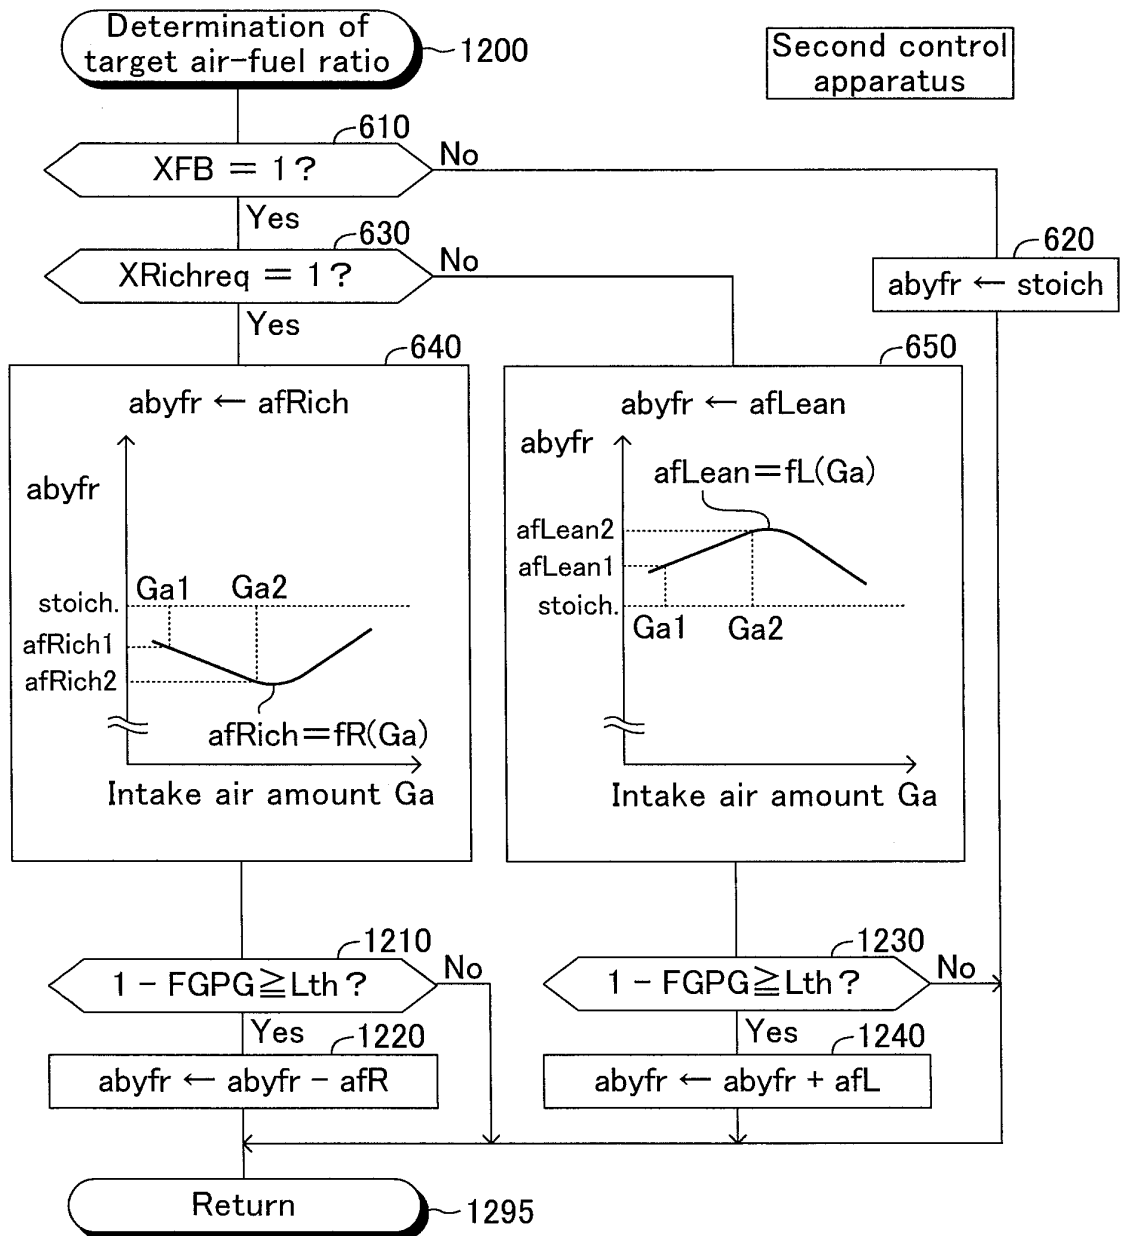 Determination of
target air-fuel ratio
1200
Second control
apparatus
610
XFB = 1?
No
Yes
630
XRichreq = 1?
No
Yes
620
abyfr ← stoich
640
abyfr ← afRich
abyfr
Ga1
Ga2
stoich.
afRich1
afRich2
afRich=fR(Ga)
Intake air amount Ga
650
abyfr ← afLean
abyfr
afLean=fL(Ga)
afLean2
afLean1
stoich.
Ga1
Ga2
Intake air amount Ga
1210
1 - FGPG≧Lth?
No
Yes
1220
abyfr ← abyfr - afR
1230
1 - FGPG≧Lth?
No
Yes
1240
abyfr ← abyfr + afL
Return
1295